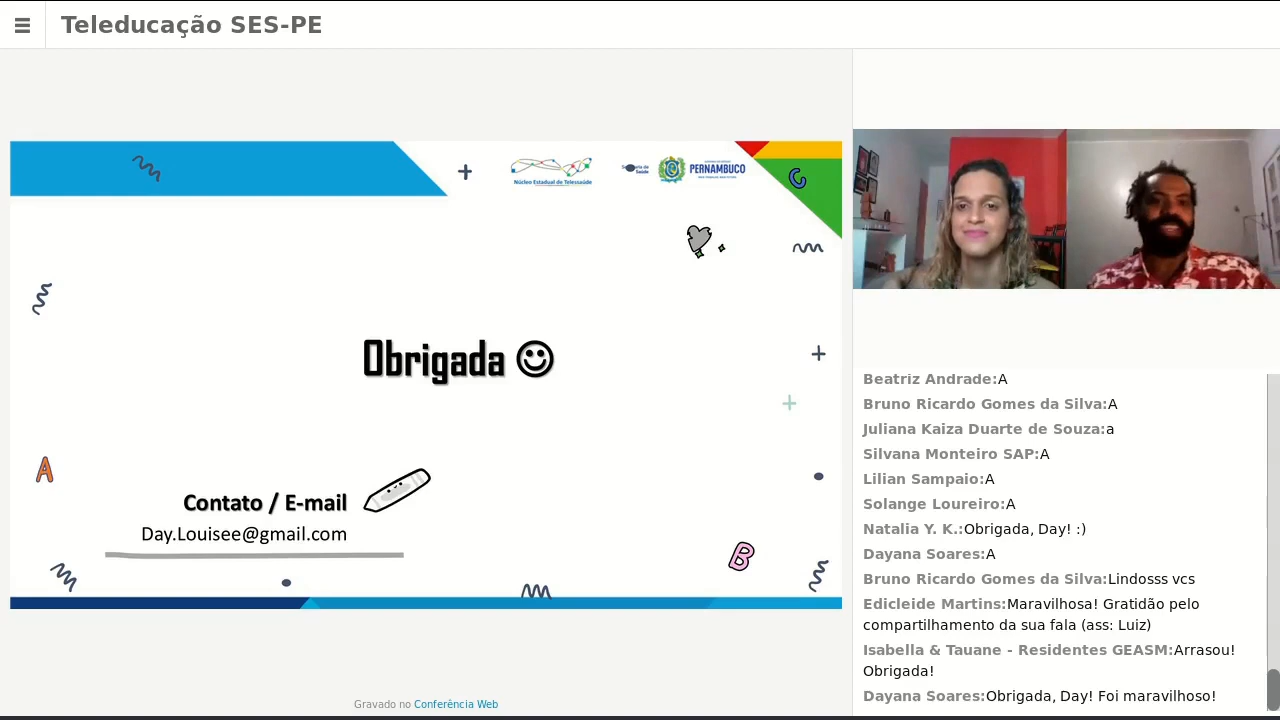 Teleducação SES-PE
Núcleo Estadual de Telessaúde
Saúde
PERNAMBUCO
C
Obrigada
A
Contato / E-mail
Day.Louisee@gmail.com
B
Gravado no Conferência Web
Beatriz Andrade:A
Bruno Ricardo Gomes da Silva:A
Juliana Kaiza Duarte de Souza:a
Silvana Monteiro SAP:A
Lilian Sampaio:A
Solange Loureiro:A
Natalia Y. K.:Obrigada, Day! :)
Dayana Soares:A
Bruno Ricardo Gomes da Silva:Lindosss vcs
Edicleide Martins:Maravilhosa! Gratidão pelo
compartilhamento da sua fala (ass: Luiz)
Isabella & Tauane - Residentes GEASM:Arrasou!
Obrigada!
Dayana Soares:Obrigada, Day! Foi maravilhoso!